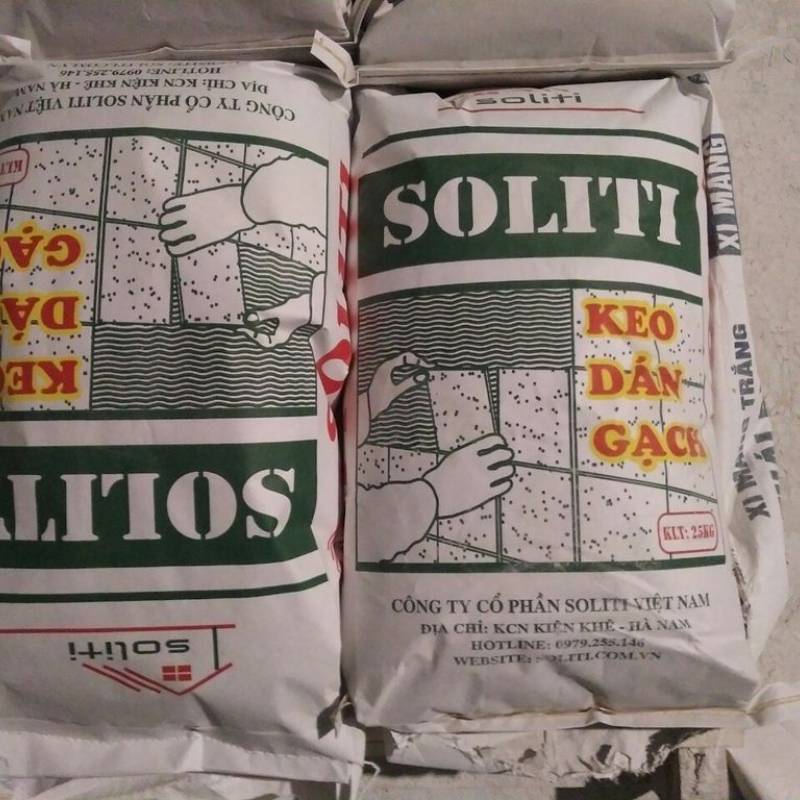 CÔNG TY CỔ PHẦN SOLITI VIỆT NAM
ĐỊA CHỈ: KCN KIỆN KHÊ - HÀ NAM
HOTLINE: 0979.255.146
KEO
DÁN
GẠCH
SOLITI
soliti
soliti
SOLITI
KEO
DÁN
GẠCH
KLT: 25KG
CÔNG TY CỔ PHẦN SOLITI VIỆT NAM
ĐỊA CHỈ: KCN KIỆN KHÊ - HÀ NAM
HOTLINE: 0979.255.146
WEBSITE: SOLITI.COM.VN
XI MĂNG
XI MĂNG TRẮNG